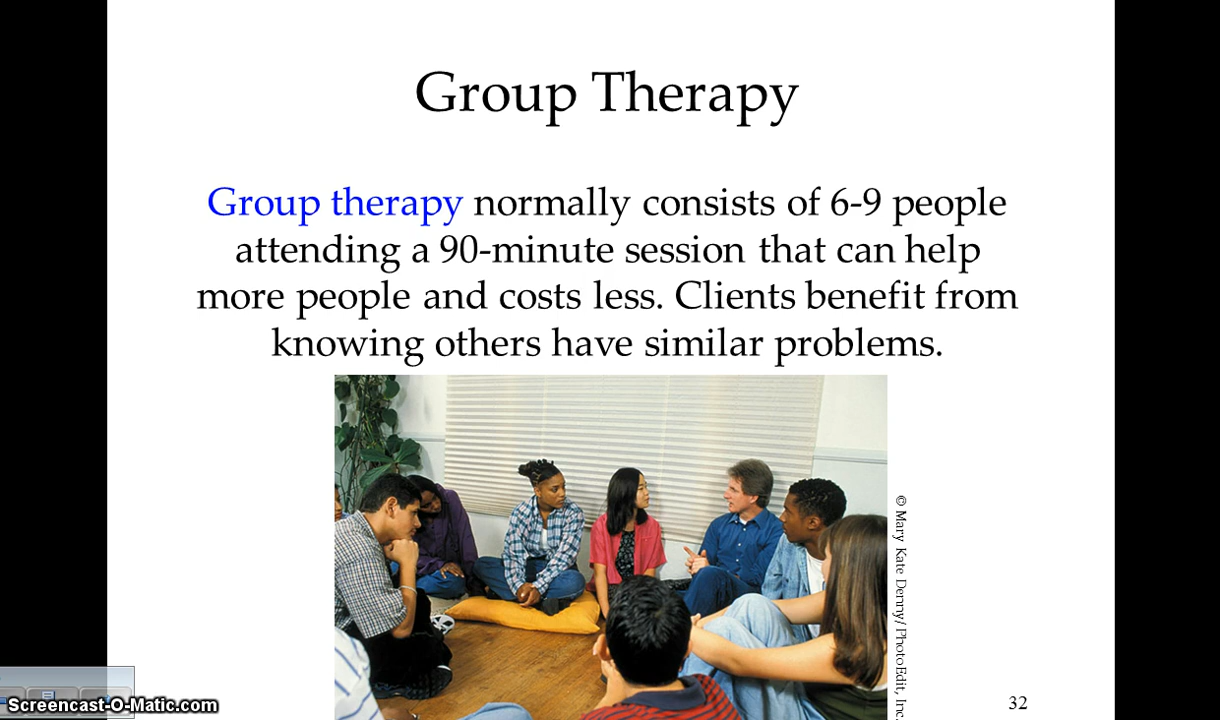 Group Therapy
Group therapy normally consists of 6-9 people
attending a 90-minute session that can help
more people and costs less. Clients benefit from
knowing others have similar problems.
© Mary Kate Denny/ PhotoEdit, Inc.
32
Screencast-O-Matic.com